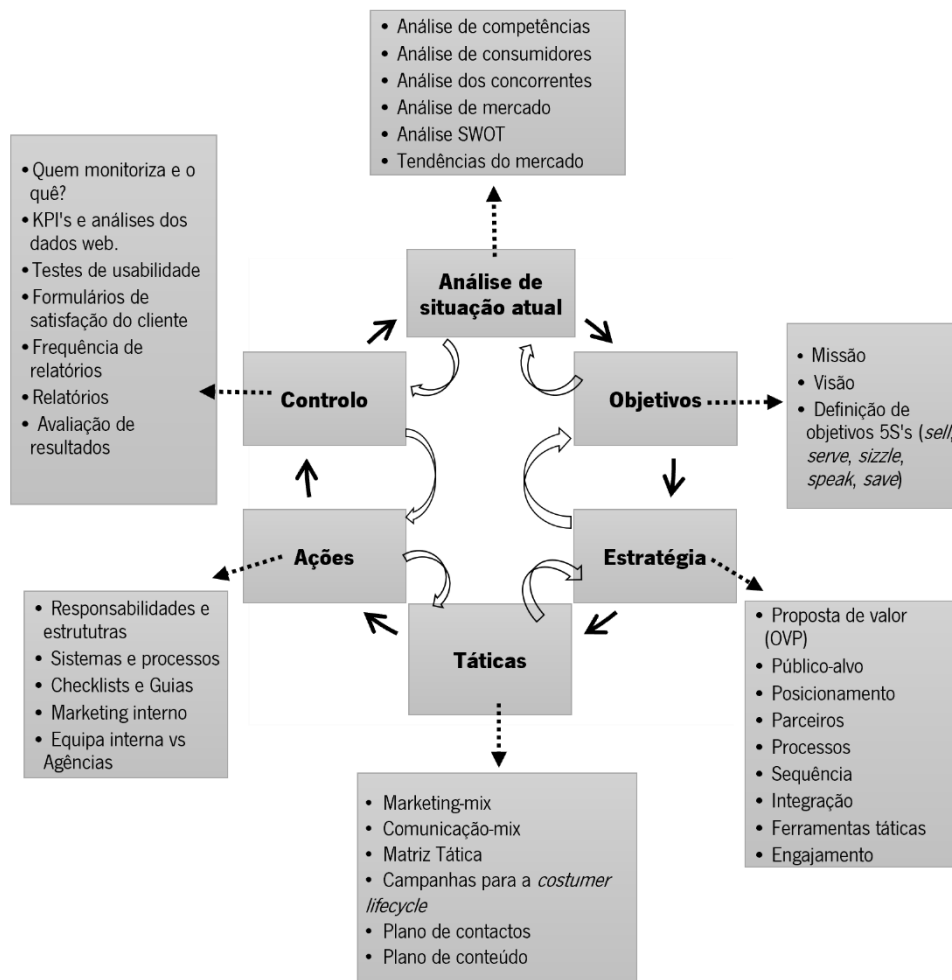 • Análise de competências
• Análise de consumidores
• Análise dos concorrentes
• Análise de mercado
• Análise SWOT
• Tendências do mercado
• Quem monitoriza e o
quê?
• KPI's e análises dos
dados web.
• Testes de usabilidade
• Formulários de
satisfação do cliente
• Frequência de
relatórios
• Relatórios
• Avaliação de
resultados
Análise de
situação atual
Controlo
Objetivos
• Missão
• Visão
• Definição de
objetivos 5S's (sell,
serve, sizzle,
speak, save)
Ações
Estratégia
Táticas
• Responsabilidades e
estrututras
• Sistemas e processos
• Checklists e Guias
• Marketing interno
• Equipa interna vs
Agências
• Proposta de valor
(OVP)
• Público-alvo
• Posicionamento
• Parceiros
• Processos
• Sequência
• Integração
• Ferramentas táticas
• Engajamento
• Marketing-mix
• Comunicação-mix
• Matriz Tática
• Campanhas para a costumer
lifecycle
• Plano de contactos
• Plano de conteúdo